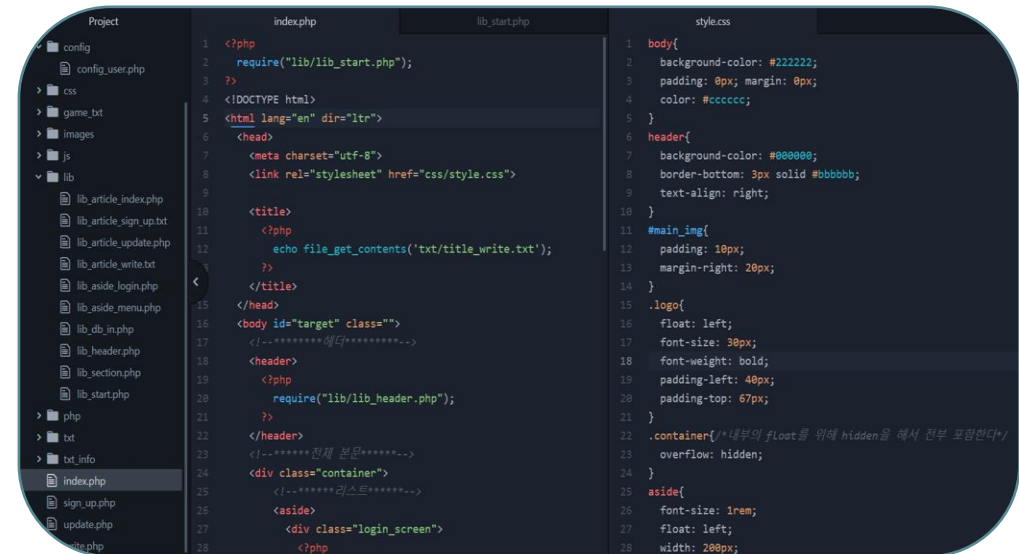 Project
config
config_user.php
css
game_txt
images
js
lib
lib_article_index.php
lib_article_sign_up.txt
lib_article_update.php
lib_article_write.txt
lib_aside_login.php
lib_aside_menu.php
lib_db_in.php
lib_header.php
lib_section.php
lib_start.php
php
txt
txt_info
index.php
sign_up.php
update.php
index.php
lib_start.php
1 <?php
2 require("lib/lib_start.php");
3 ?>
4 <!DOCTYPE html>
5 <html lang="en" dir="ltr">
6 <head>
7 <meta charset="utf-8">
8 <link rel="stylesheet" href="css/style.css">
9
10 <title>
11 <?php
12 echo file_get_contents('txt/title_write.txt');
?>
</title>
15 </head>
16 <body id="target" class="">
17 <!--********헤더*********-->
18 <header>
19 <?php
20 require("lib/lib_header.php");
21 ?>
22 </header>
23 <!--******전체 본문******-->
24 <div class="container">
25 <!--******리스트******-->
26 <aside>
27 <div class="login_screen">
28 <?php
style.css
1 body{
2 background-color: #222222;
3 padding: 0px; margin: 0px;
4 color: #cccccc;
5 }
6 header{
7 background-color: #000000;
8 border-bottom: 3px solid #bbbbbb;
9 text-align: right;
10 }
11 #main_img{
12 padding: 10px;
13 margin-right: 20px;
14 }
15 .logo{
16 float: left;
17 font-size: 30px;
18 font-weight: bold;
19 padding-left: 40px;
20 padding-top: 67px;
21 }
22 .container{/*내부의 float를 위해 hidden을 해서 전부 포함한다*/
23 overflow: hidden;
24 }
25 aside{
26 font-size: 1rem;
27 float: left;
28 width: 200px;